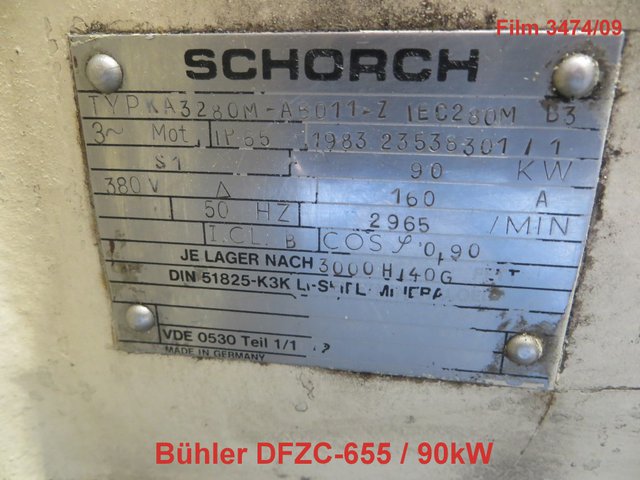 Film 3474/09
SCHORCH
TYP KA3280M-AB011-Z IEC280M B3
3~ Mot. IP 65 1983 23538301 / 1
S1 90 KW
380 V Δ 160 A
50 HZ 2965 /MIN
I.CL. B COS φ 0,90
JE LAGER NACH 3000H 40G
DIN 51825-K3K
VDE 0530 Teil 1/1
MADE IN GERMANY
Bühler DFZC-655 / 90kW